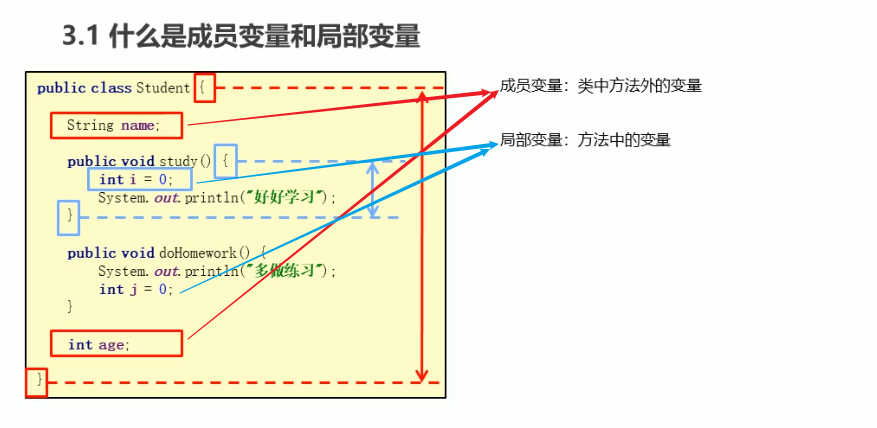 3.1 什么是成员变量和局部变量
public class Student {
成员变量：类中方法外的变量
String name;
局部变量：方法中的变量
public void study() {
int i = 0;
System.out.println("好好学习");
}
public void doHomework() {
System.out.println("多做练习");
int j = 0;
}
int age;
}